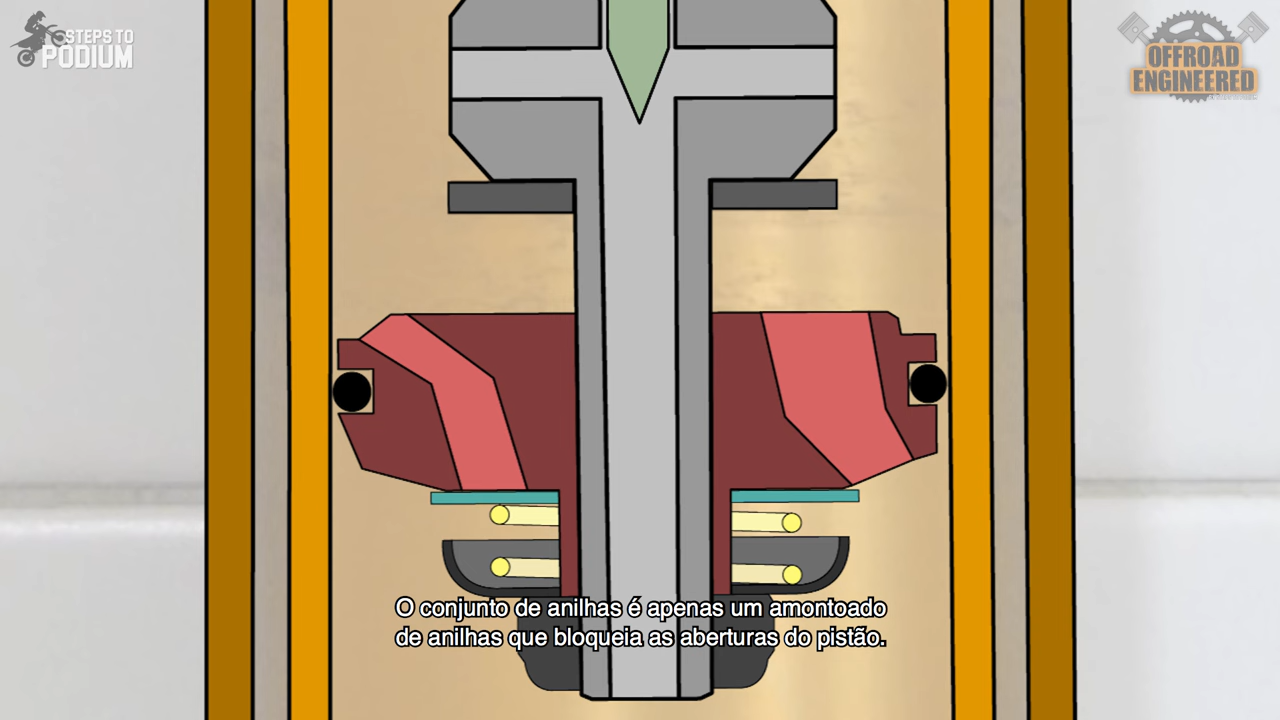 STEPS TO
PODIUM
OFFROAD
ENGINEERED
O conjunto de anilhas é apenas um amontoado
de anilhas que bloqueia as aberturas do pistão.